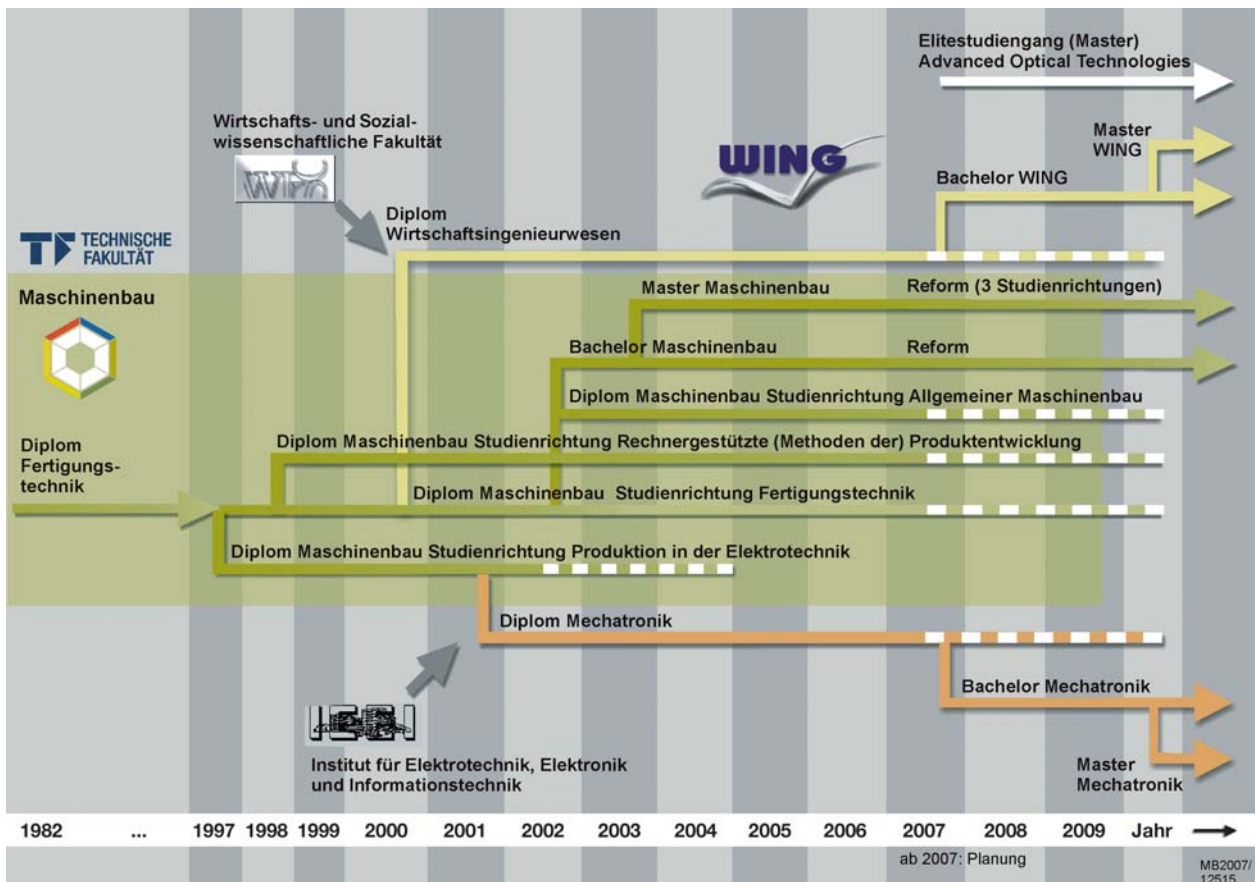 Elitestudiengang (Master)
Advanced Optical Technologies
Wirtschafts- und Sozial-
wissenschaftliche Fakultät
Master
WING
WING
Bachelor WING
Diplom
Wirtschaftsingenieurwesen
TECHNISCHE
FAKULTÄT
Maschinenbau
Master Maschinenbau
Reform (3 Studienrichtungen)
Bachelor Maschinenbau
Reform
Diplom Maschinenbau Studienrichtung Allgemeiner Maschinenbau
Diplom Maschinenbau Studienrichtung Rechnergestützte (Methoden der) Produktentwicklung
Diplom
Fertigungs-
technik
Diplom Maschinenbau Studienrichtung Fertigungstechnik
Diplom Maschinenbau Studienrichtung Produktion in der Elektrotechnik
Diplom Mechatronik
Bachelor Mechatronik
Institut für Elektrotechnik, Elektronik
und Informationstechnik
Master
Mechatronik
1982 ... 1997 1998 1999 2000 2001 2002 2003 2004 2005 2006 2007 2008 2009 Jahr
ab 2007: Planung
MB2007/
12515